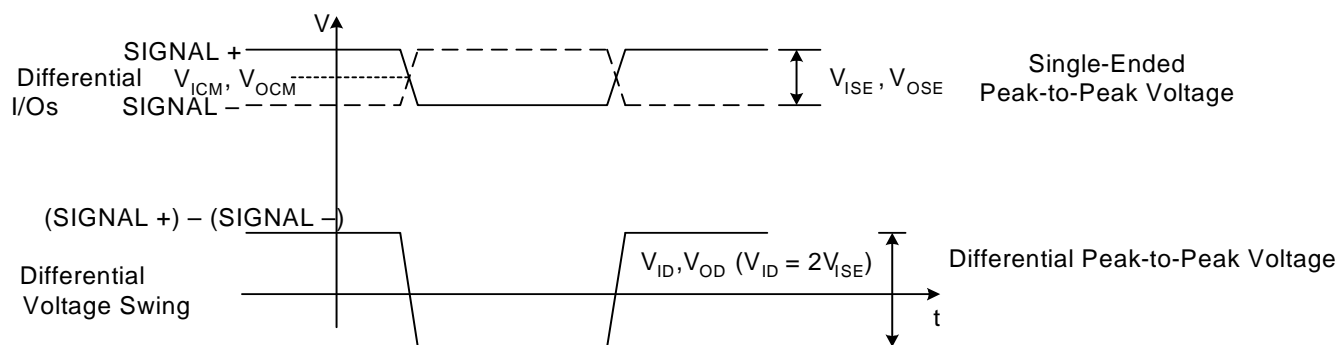 V
SIGNAL +
Differential V_ICM, V_OCM
I/Os SIGNAL –
V_ISE, V_OSE
Single-Ended
Peak-to-Peak Voltage
(SIGNAL +) – (SIGNAL –)
V_ID,V_OD (V_ID = 2V_ISE)
Differential Peak-to-Peak Voltage
Differential
Voltage Swing
t